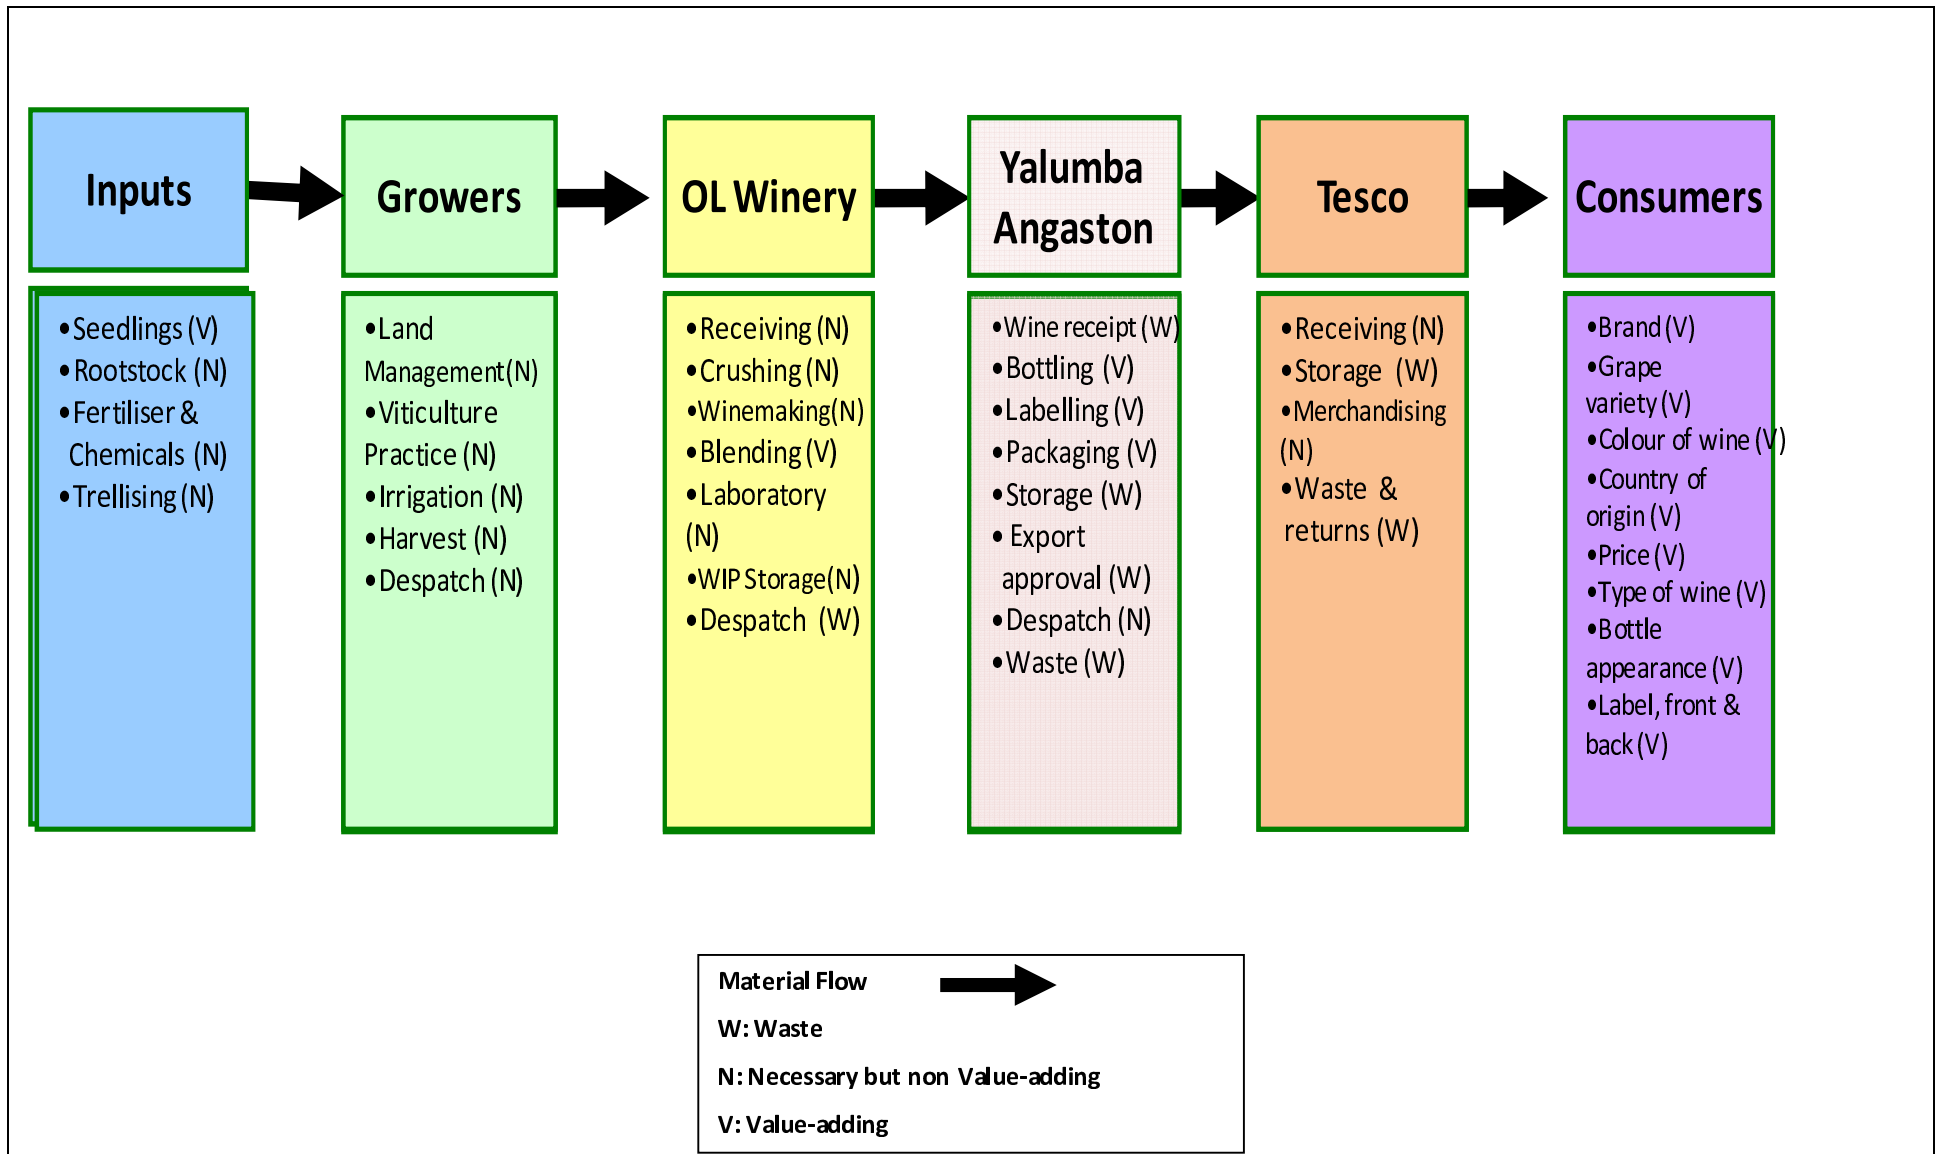 Inputs
Growers
OL Winery
Yalumba
Angaston
Tesco
Consumers
•Seedlings (V)
•Rootstock (N)
•Fertiliser &
Chemicals (N)
•Trellising (N)
•Land
Management(N)
•Viticulture
Practice (N)
•Irrigation (N)
•Harvest (N)
•Despatch (N)
•Receiving (N)
•Crushing (N)
•Winemaking(N)
•Blending (V)
•Laboratory
(N)
•WIP Storage(N)
•Despatch (W)
•Wine receipt (W)
•Bottling (V)
•Labelling (V)
•Packaging (V)
•Storage (W)
• Export
approval (W)
•Despatch (N)
•Waste (W)
•Receiving (N)
•Storage (W)
•Merchandising
(N)
•Waste &
returns (W)
•Brand (V)
•Grape
variety (V)
•Colour of wine (V)
•Country of
origin (V)
•Price (V)
•Type of wine (V)
•Bottle
appearance (V)
•Label, front &
back (V)
Material Flow
W: Waste
N: Necessary but non Value-adding
V: Value-adding